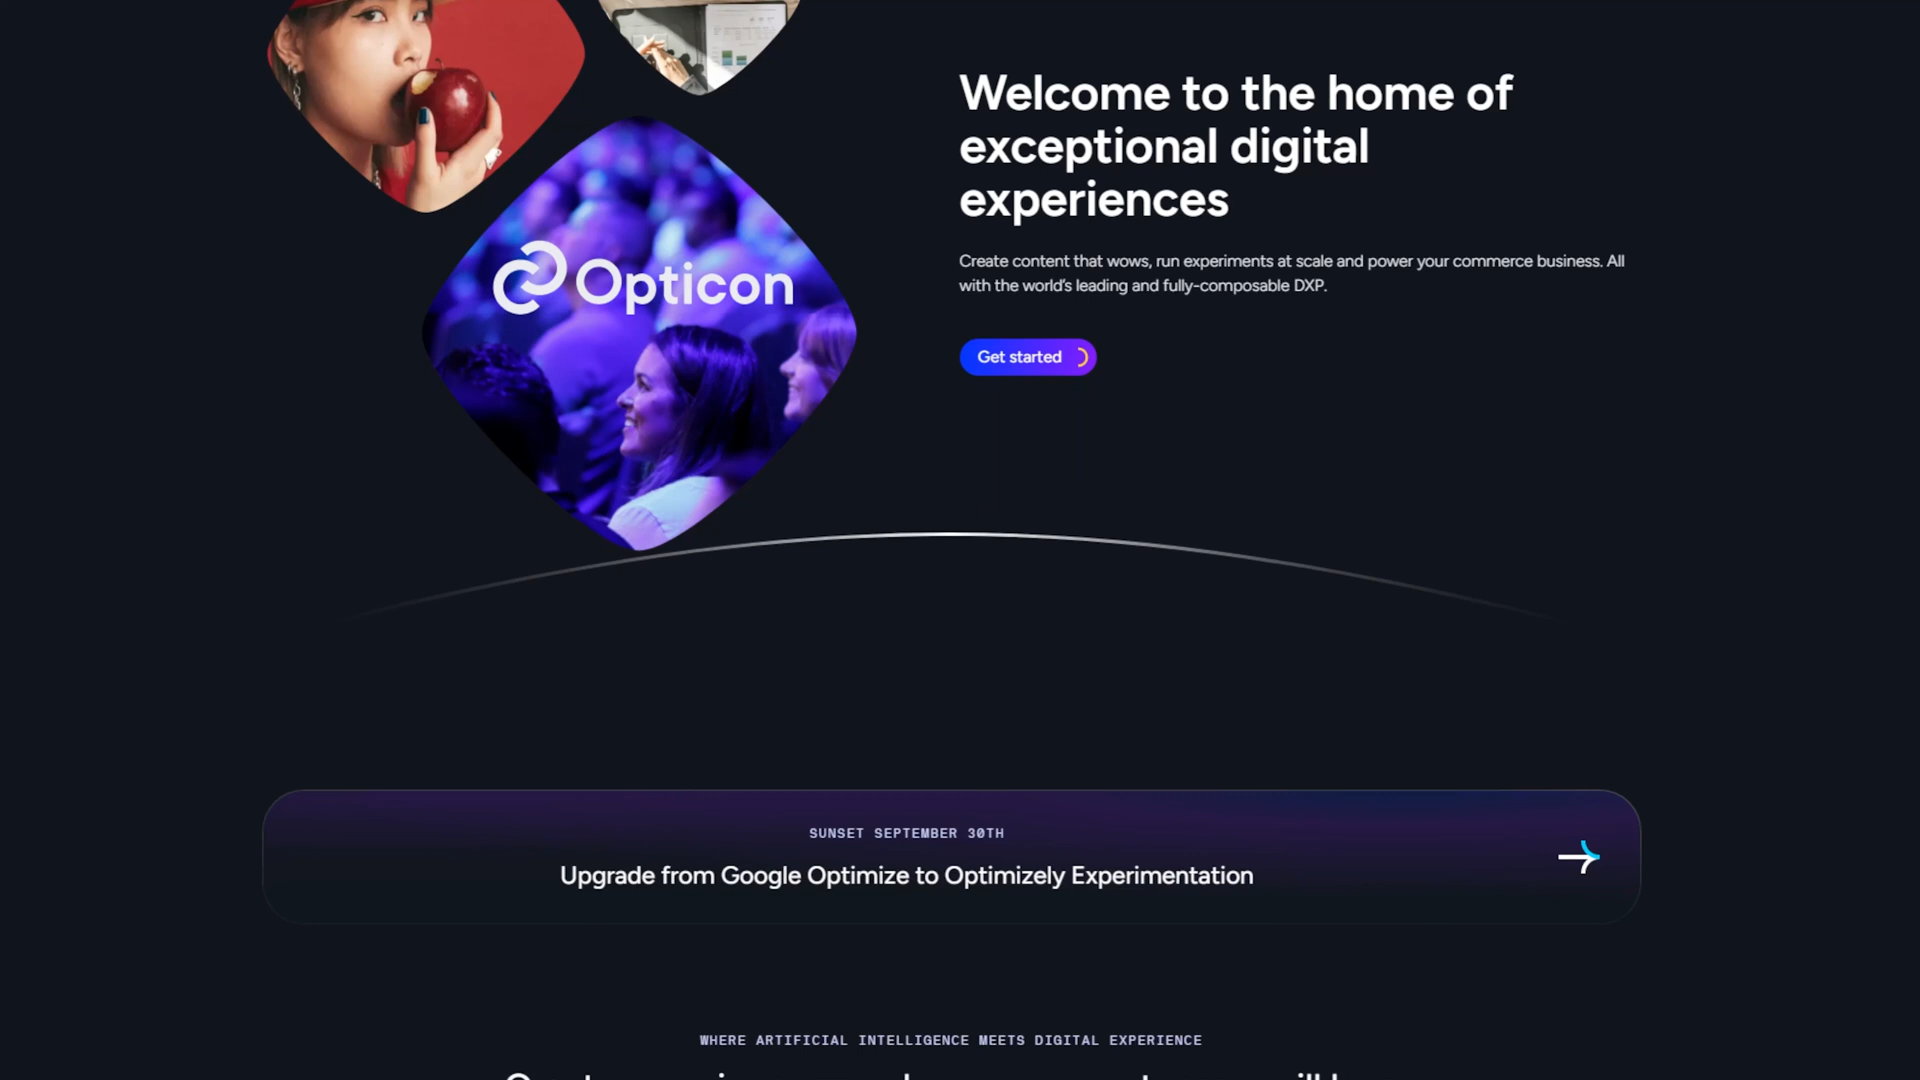 Welcome to the home of
exceptional digital
experiences
Create content that wows, run experiments at scale and power your commerce business. All
with the world's leading and fully-composable DXP.
Get started
Opticon
SUNSET SEPTEMBER 30TH
Upgrade from Google Optimize to Optimizely Experimentation
WHERE ARTIFICIAL INTELLIGENCE MEETS DIGITAL EXPERIENCE